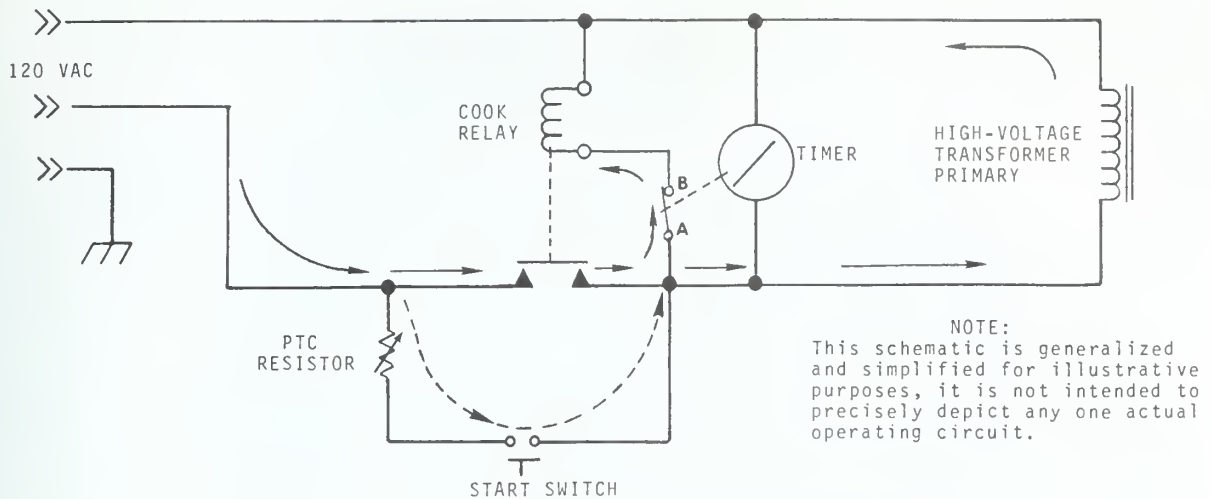 120 VAC
COOK
RELAY
B
A
TIMER
HIGH-VOLTAGE
TRANSFORMER
PRIMARY
PTC
RESISTOR
START SWITCH
NOTE:
This schematic is generalized
and simplified for illustrative
purposes, it is not intended to
precisely depict any one actual
operating circuit.